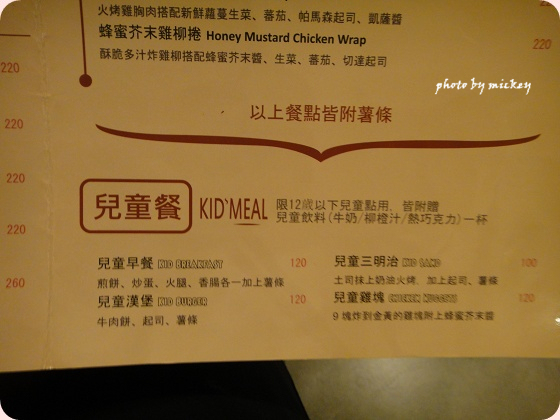 火烤雞胸肉搭配新鮮蘿蔓生菜、蕃茄、帕馬森起司、凱薩醬
蜂蜜芥末雞柳捲 Honey Mustard Chicken Wrap
220
酥脆多汁炸雞柳搭配蜂蜜芥末醬、生菜、蕃茄、切達起司
220
photo by mickey
220
以上餐點皆附薯條
220
兒童餐 KID`MEAL
限12歲以下兒童點用、皆附贈
兒童飲料(牛奶/柳橙汁/熱巧克力)一杯
220
兒童早餐 KID BREAKFAST 120
煎餅、炒蛋、火腿、香腸各一加上薯條
兒童漢堡 KID BURGER 120
牛肉餅、起司、薯條
兒童三明治 KID SAND 100
土司抹上奶油火烤、加上起司、薯條
兒童雞塊 CHICKEN NUGGETS 120
9 塊炸到金黃的雞塊附上蜂蜜芥末醬
260